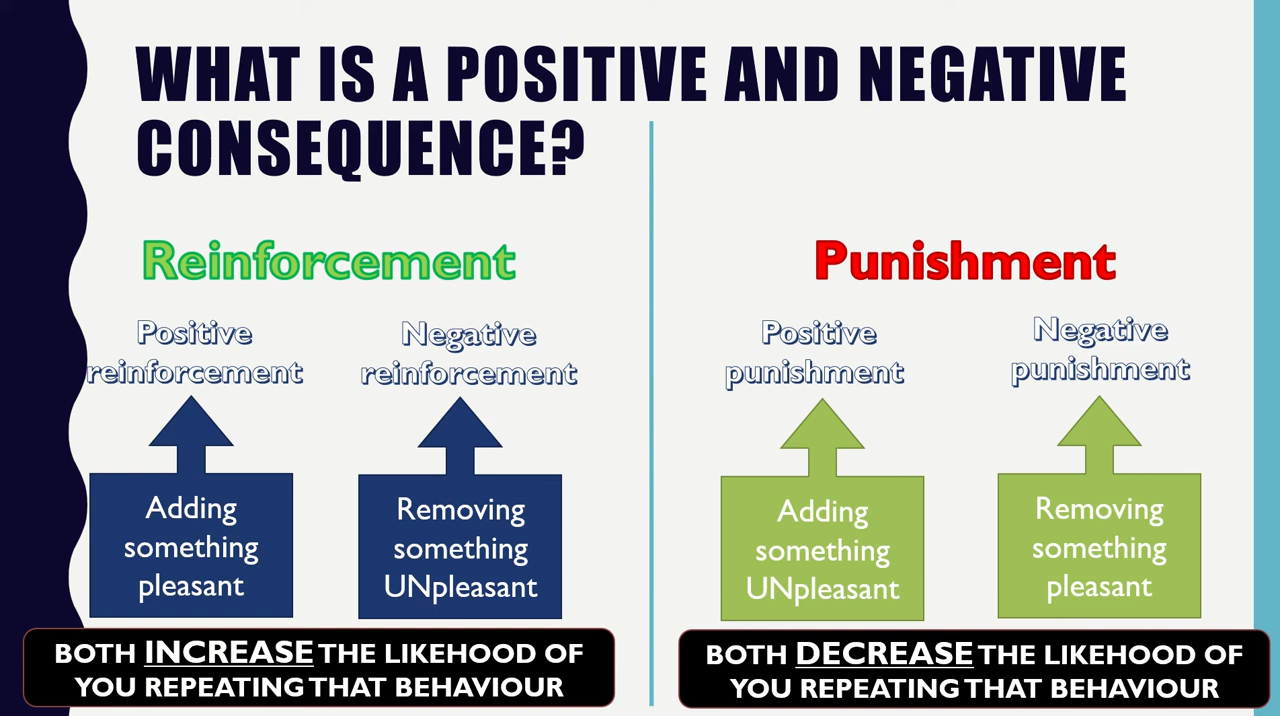 WHAT IS A POSITIVE AND NEGATIVE
CONSEQUENCE?
Reinforcement
Positive
reinforcement
Negative
reinforcement
Adding
something
pleasant
Removing
something
UNpleasant
BOTH INCREASE THE LIKEHOOD OF
YOU REPEATING THAT BEHAVIOUR
Punishment
Positive
punishment
Negative
punishment
Adding
something
UNpleasant
Removing
something
pleasant
BOTH DECREASE THE LIKEHOOD OF
YOU REPEATING THAT BEHAVIOUR